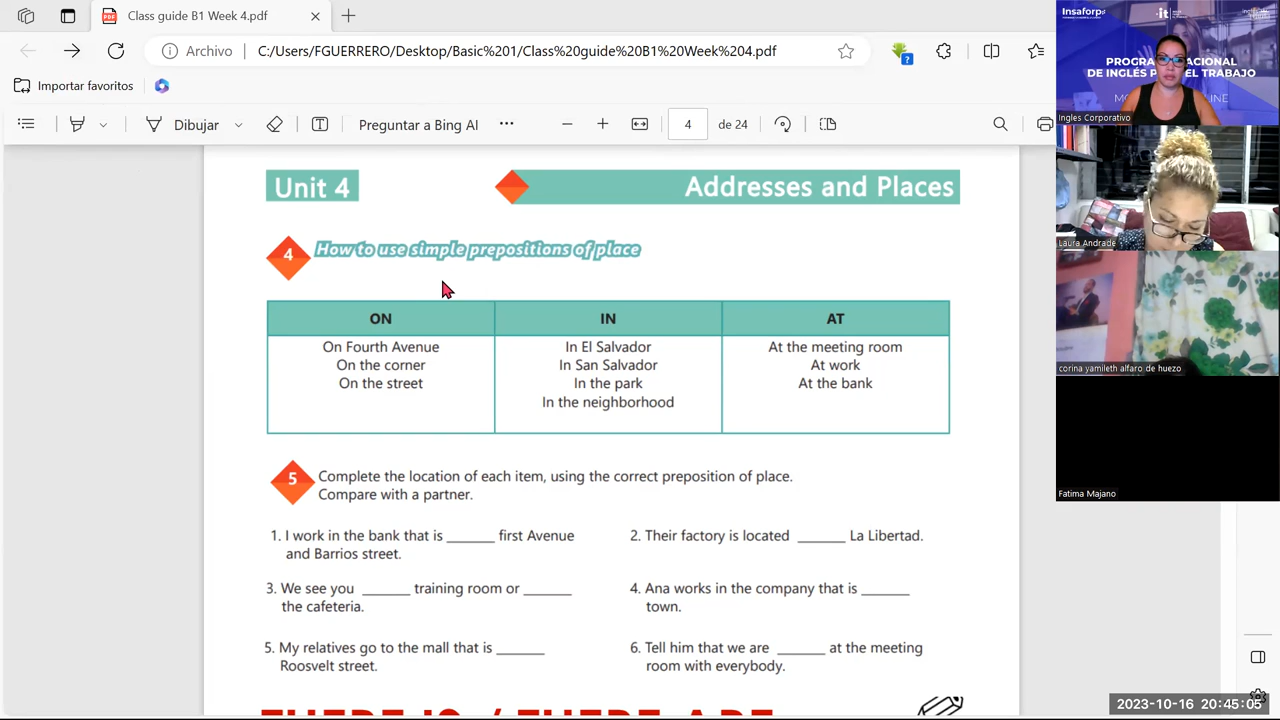 Class guide B1 Week 4.pdf
Archivo
C:/Users/FGUERRERO/Desktop/Basic%201/Class%20guide%20B1%20Week%204.pdf
Importar favoritos
Dibujar
Preguntar a Bing AI
4
de 24
Unit 4
Addresses and Places
4
How to use simple prepositions of place
ON
IN
AT
On Fourth Avenue
On the corner
On the street
In El Salvador
In San Salvador
In the park
In the neighborhood
At the meeting room
At work
At the bank
5
Complete the location of each item, using the correct preposition of place.
Compare with a partner.
1. I work in the bank that is ______ first Avenue
and Barrios street.
2. Their factory is located ______ La Libertad.
3. We see you ______ training room or ______
the cafeteria.
4. Ana works in the company that is ______
town.
5. My relatives go to the mall that is ______
Roosvelt street.
6. Tell him that we are ______ at the meeting
room with everybody.
Insaforp
Ingles Corporativo
Laura Andrade
corina yamileth alfaro de huezo
Fatima Majano
2023-10-16 20:45:05